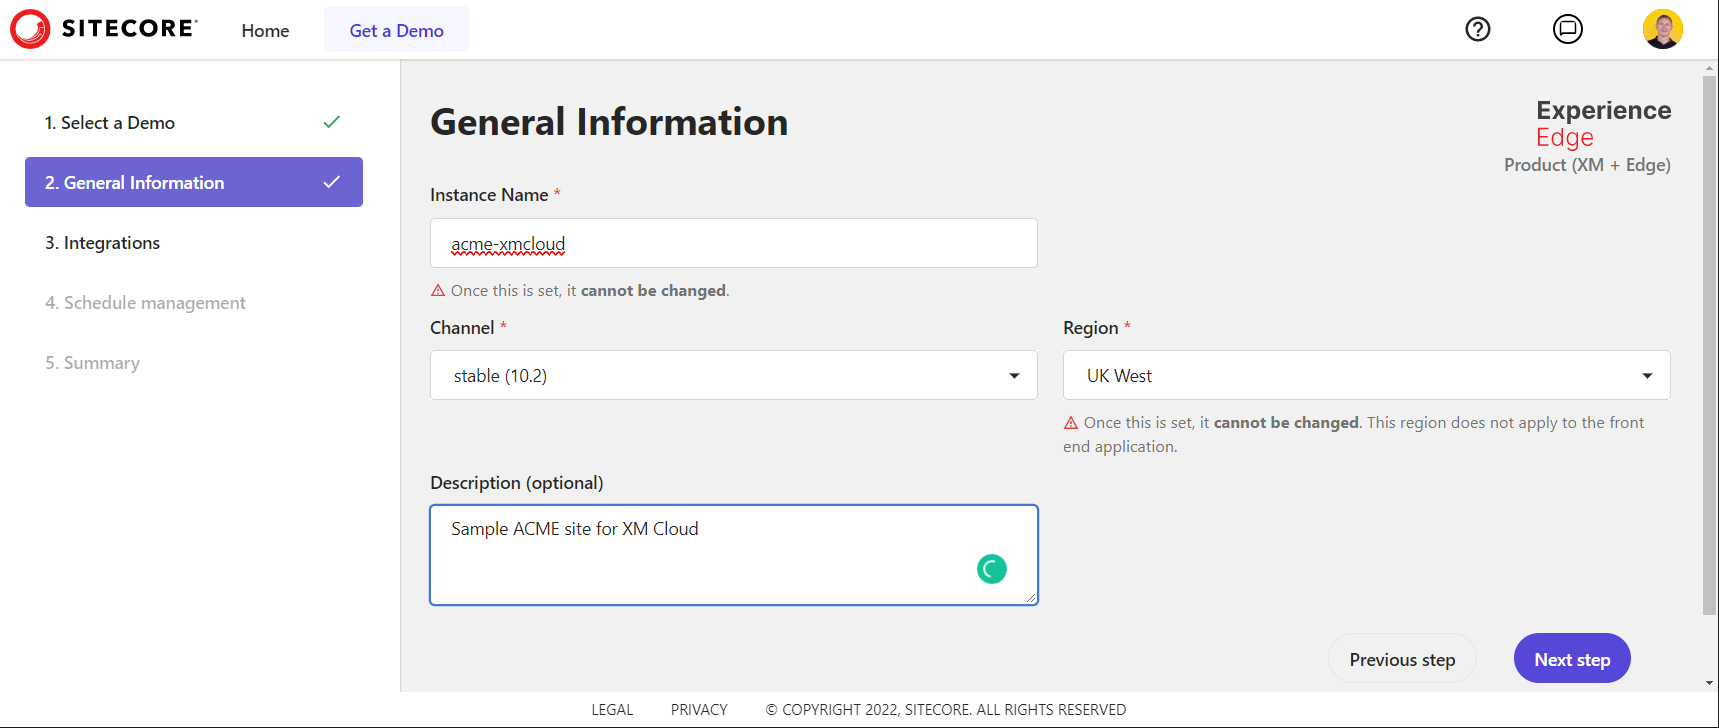 SITECORE
Home
Get a Demo
1. Select a Demo
2. General Information
3. Integrations
4. Schedule management
5. Summary
General Information
Experience
Edge
Product (XM + Edge)
Instance Name *
acme-xmcloud
Once this is set, it cannot be changed.
Channel *
stable (10.2)
Region *
UK West
Once this is set, it cannot be changed. This region does not apply to the front
end application.
Description (optional)
Sample ACME site for XM Cloud
Previous step
Next step
LEGAL
PRIVACY
© COPYRIGHT 2022, SITECORE. ALL RIGHTS RESERVED